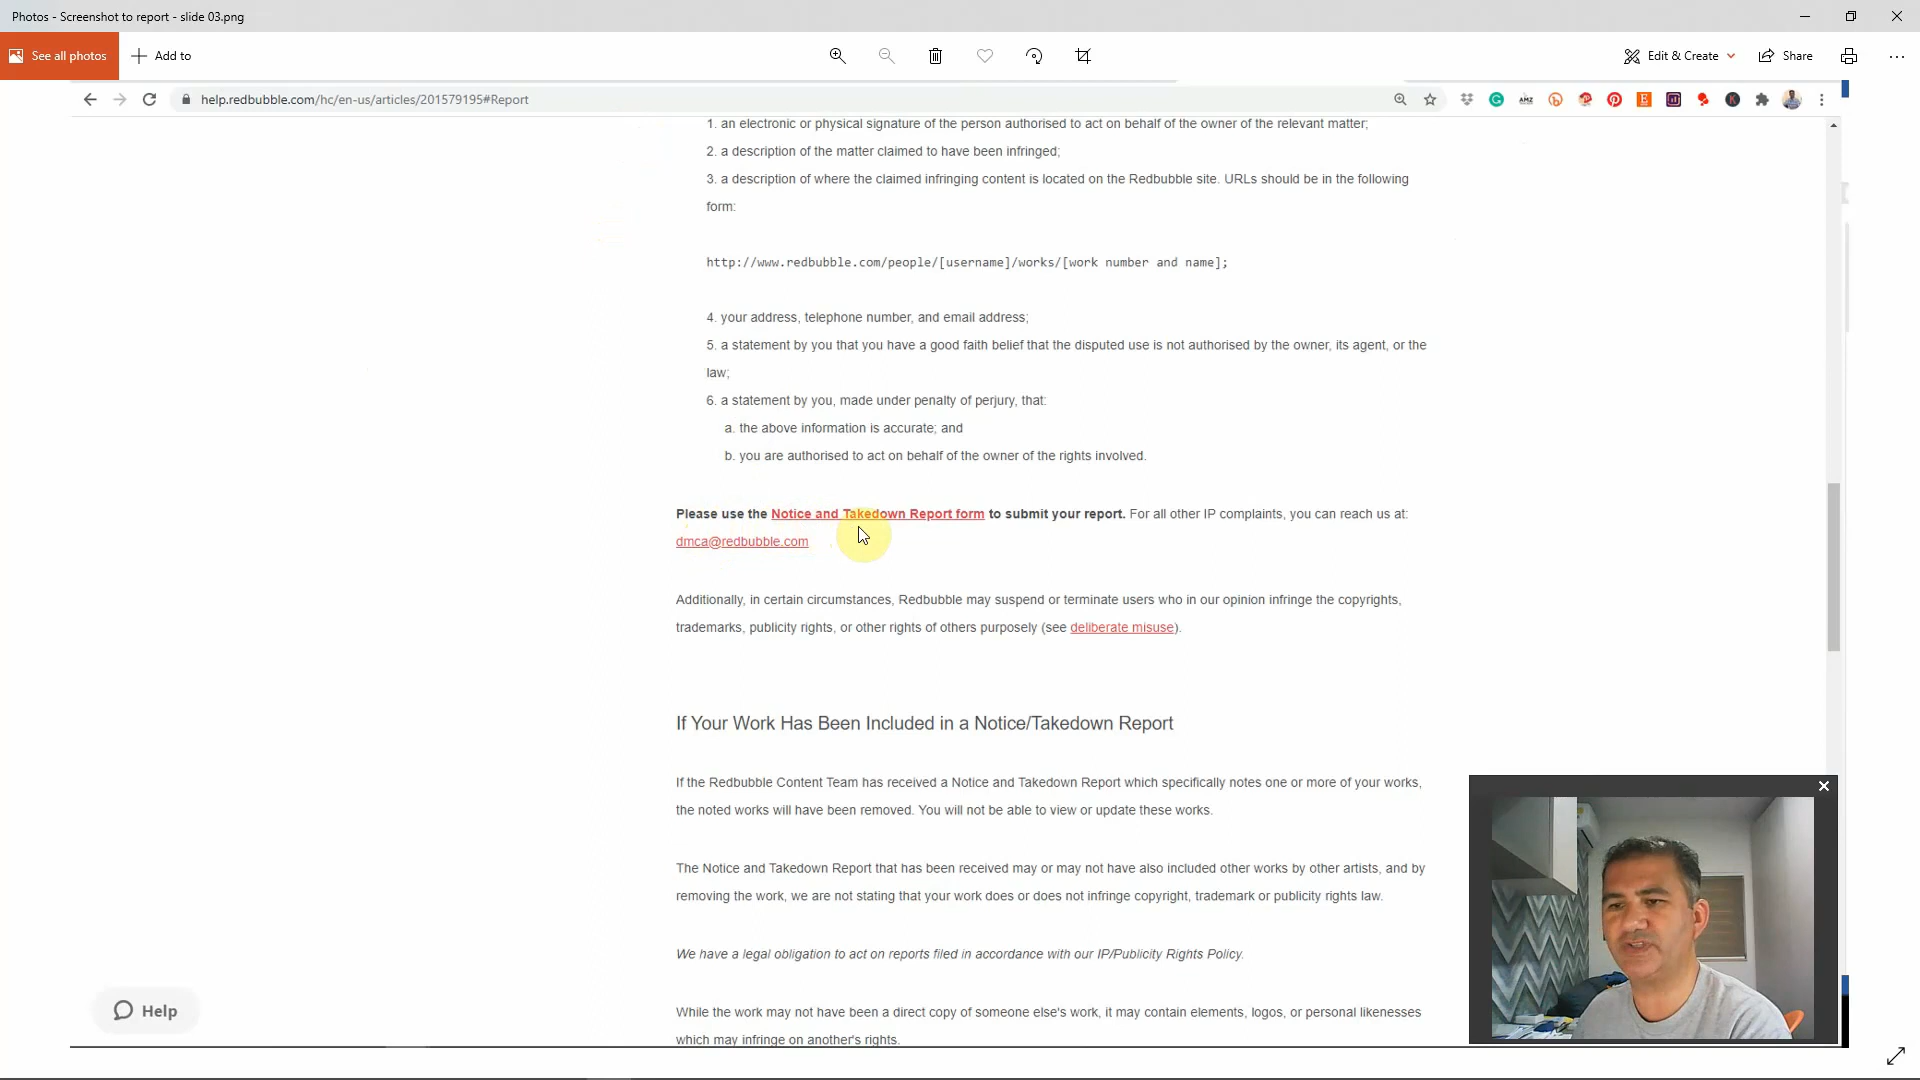 Photos - Screenshot to report - slide 03.png
See all photos
Add to
Edit & Create
Share
help.redbubble.com/hc/en-us/articles/201579195#Report
1. an electronic or physical signature of the person authorised to act on behalf of the owner of the relevant matter;
2. a description of the matter claimed to have been infringed;
3. a description of where the claimed infringing content is located on the Redbubble site. URLs should be in the following
form:
http://www.redbubble.com/people/[username]/works/[work number and name];
4. your address, telephone number, and email address;
5. a statement by you that you have a good faith belief that the disputed use is not authorised by the owner, its agent, or the
law;
6. a statement by you, made under penalty of perjury, that:
a. the above information is accurate; and
b. you are authorised to act on behalf of the owner of the rights involved.
Please use the Notice and Takedown Report form to submit your report. For all other IP complaints, you can reach us at:
dmca@redbubble.com
Additionally, in certain circumstances, Redbubble may suspend or terminate users who in our opinion infringe the copyrights,
trademarks, publicity rights, or other rights of others purposely (see deliberate misuse).
If Your Work Has Been Included in a Notice/Takedown Report
If the Redbubble Content Team has received a Notice and Takedown Report which specifically notes one or more of your works,
the noted works will have been removed. You will not be able to view or update these works.
The Notice and Takedown Report that has been received may or may not have also included other works by other artists, and by
removing the work, we are not stating that your work does or does not infringe copyright, trademark or publicity rights law.
We have a legal obligation to act on reports filed in accordance with our IP/Publicity Rights Policy.
Help
While the work may not have been a direct copy of someone else's work, it may contain elements, logos, or personal likenesses
which may infringe on another's rights.